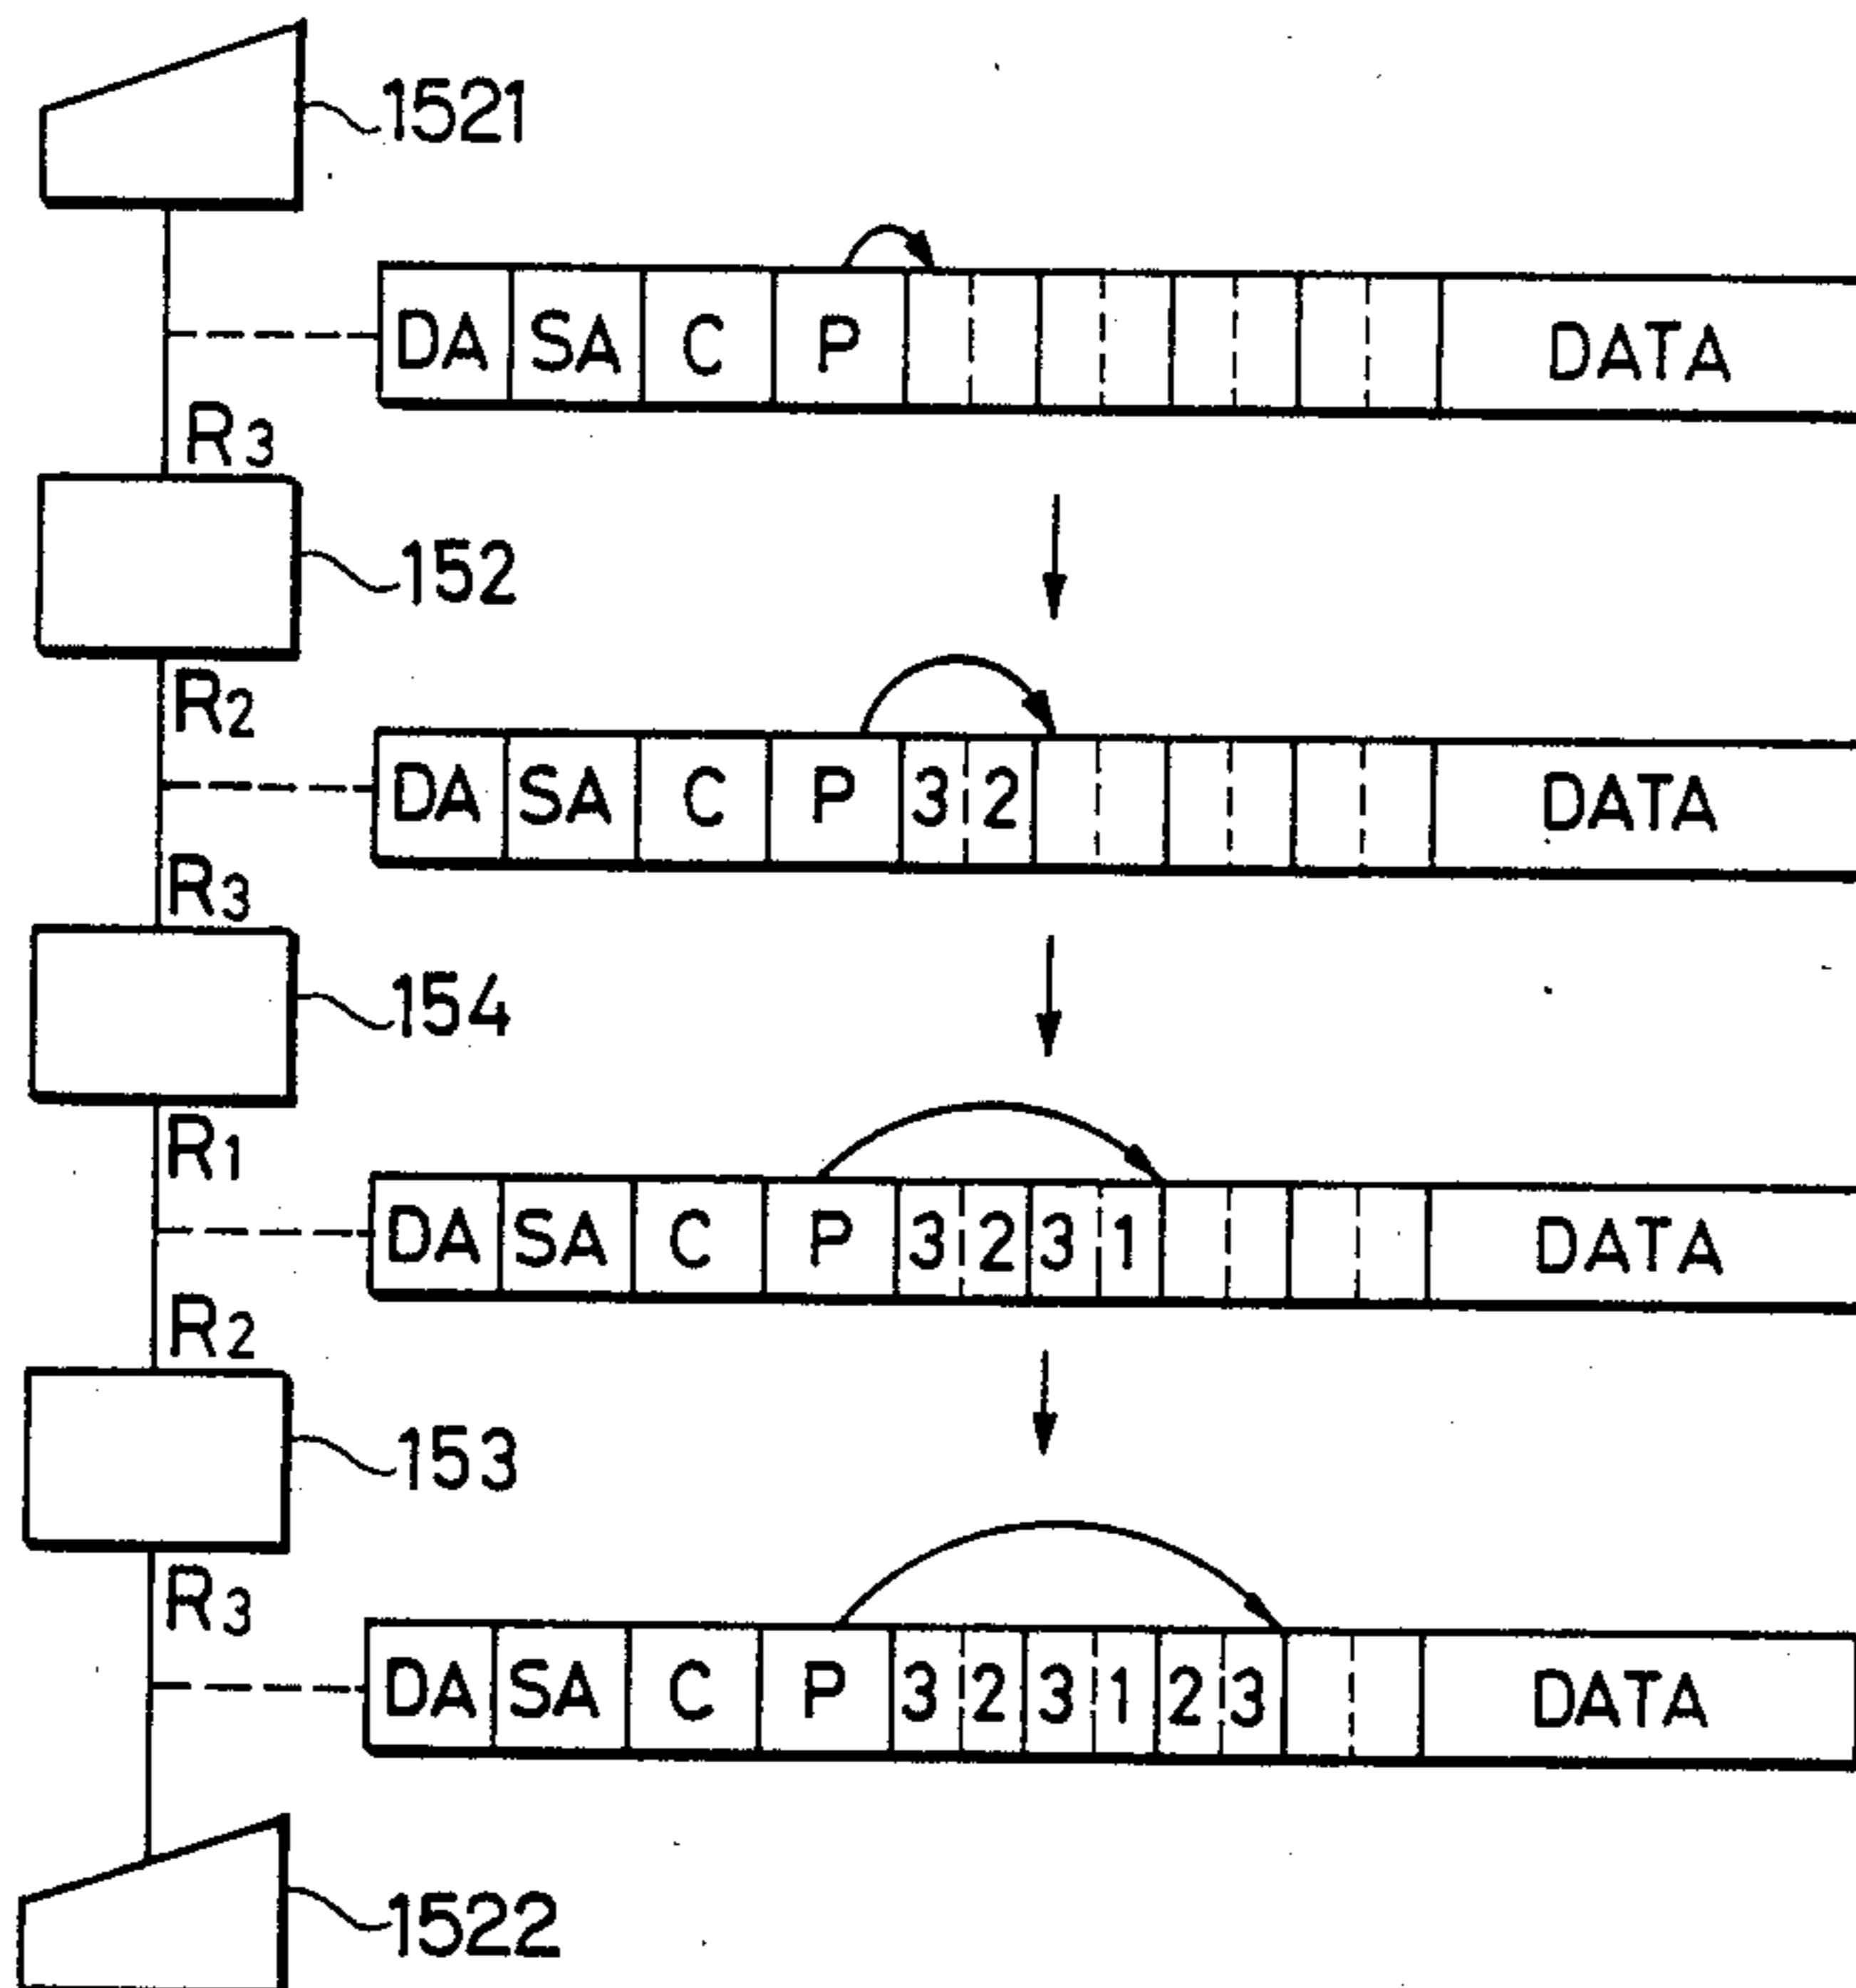 1521
DA SA C P DATA
R3
152
R2
DA SA C P 3 2 DATA
R3
154
R1
DA SA C P 3 2 3 1 DATA
R2
153
R3
DA SA C P 3 2 3 1 2 3 DATA
1522